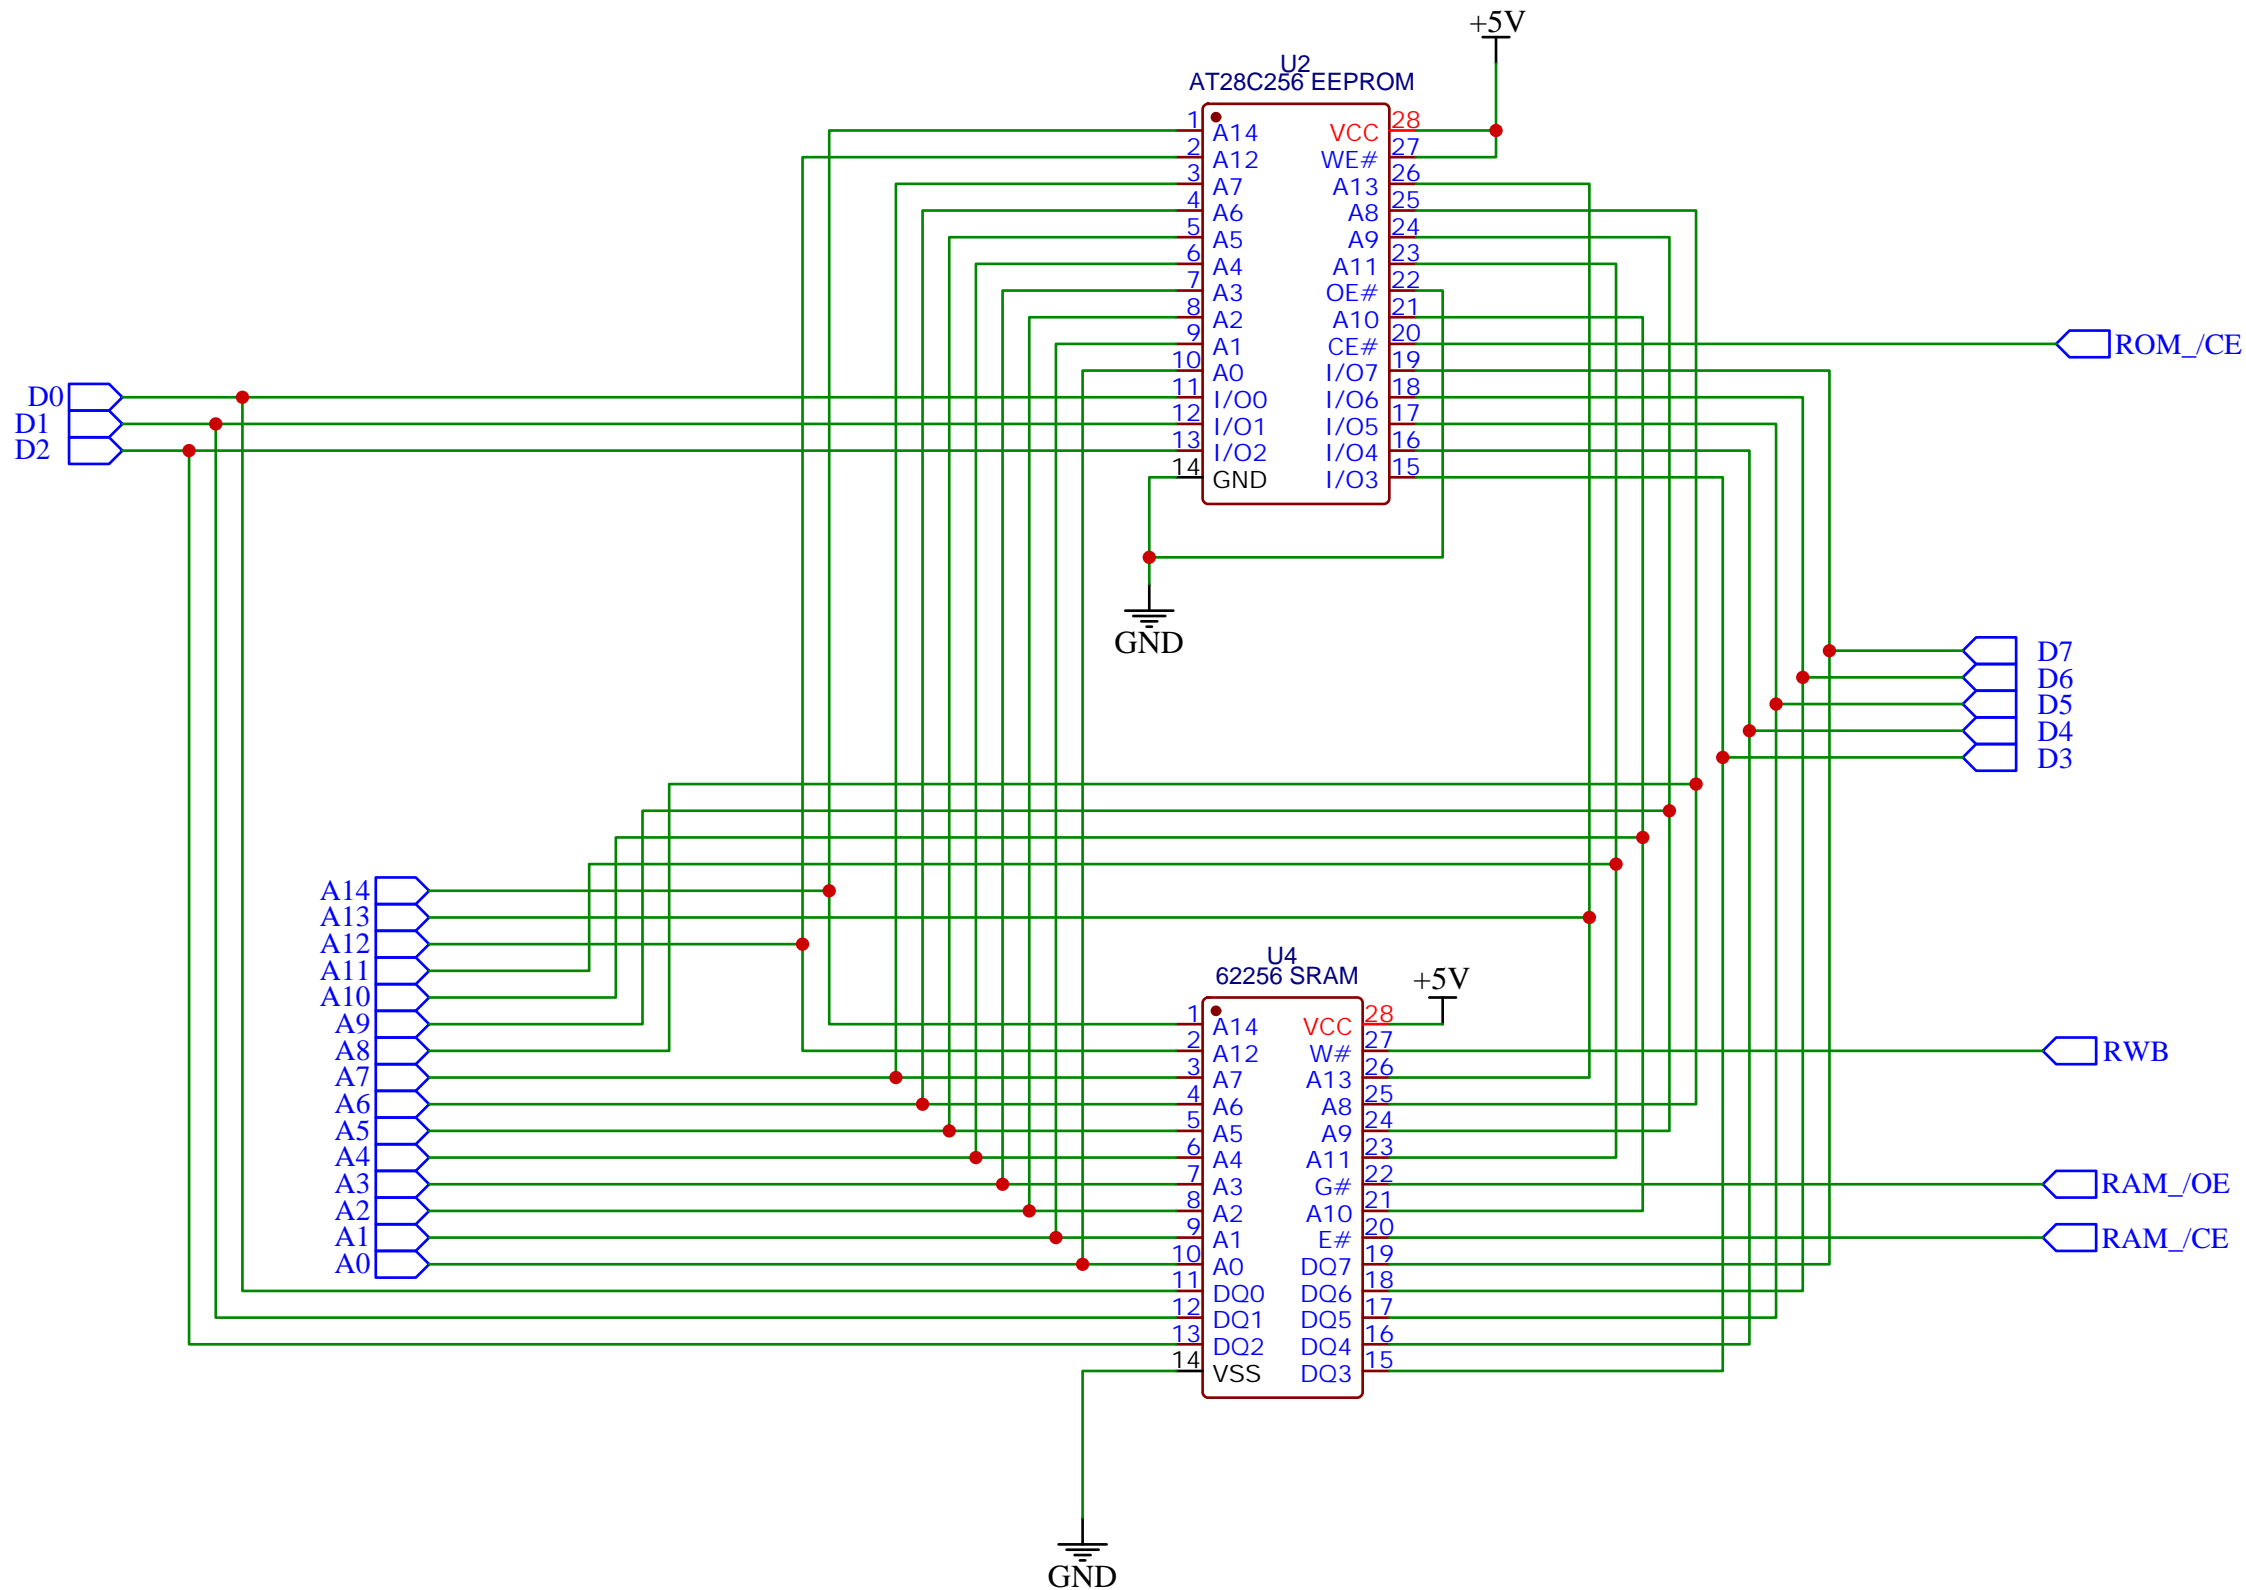 +5V
U2
AT28C256 EEPROM
1 A14 VCC 28
2 A12 WE# 27
3 A7 A13 26
4 A6 A8 25
5 A5 A9 24
6 A4 A11 23
7 A3 OE# 22
8 A2 A10 21
9 A1 CE# 20 ROM_/CE
10 A0 I/O7 19
D0 11 I/O0 I/O6 18
D1 12 I/O1 I/O5 17
D2 13 I/O2 I/O4 16
14 GND I/O3 15
GND
D7
D6
D5
D4
D3
A14
A13
A12
A11
A10
A9
A8
A7
A6
A5
A4
A3
A2
A1
A0
U4
62256 SRAM
+5V
1 A14 VCC 28
2 A12 W# 27 RWB
3 A7 A13 26
4 A6 A8 25
5 A5 A9 24
6 A4 A11 23
7 A3 G# 22 RAM_/OE
8 A2 A10 21
9 A1 E# 20 RAM_/CE
10 A0 DQ7 19
11 DQ0 DQ6 18
12 DQ1 DQ5 17
13 DQ2 DQ4 16
14 VSS DQ3 15
GND